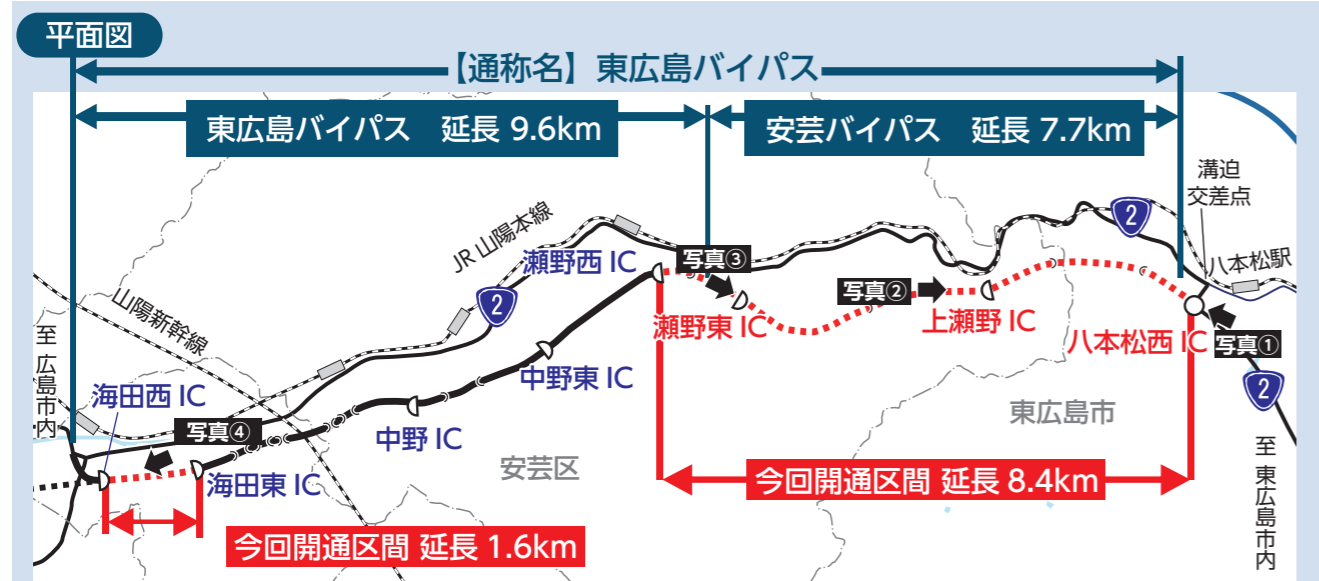 平面図
【通称名】東広島バイパス
東広島バイパス 延長 9.6km
安芸バイパス 延長 7.7km
溝迫
交差点
2
八本松駅
JR 山陽本線
瀬野西 IC
写真③
写真②
山陽新幹線
2
瀬野東 IC
上瀬野 IC
八本松西 IC
写真①
至 広島市内
中野東 IC
海田西 IC
2
東広島市
写真④
中野 IC
安芸区
海田東 IC
至 東広島市内
今回開通区間 延長 8.4km
今回開通区間 延長 1.6km